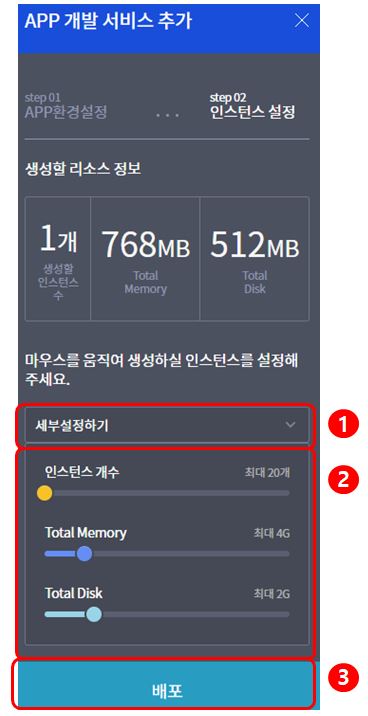 APP 개발 서비스 추가
step 01
APP환경설정
...
step 02
인스턴스 설정
생성할 리소스 정보
1개
생성할
인스턴스
수
768MB
Total
Memory
512MB
Total
Disk
마우스를 움직여 생성하실 인스턴스를 설정해
주세요.
세부설정하기
1
인스턴스 개수
최대 20개
2
Total Memory
최대 4G
Total Disk
최대 2G
배포
3